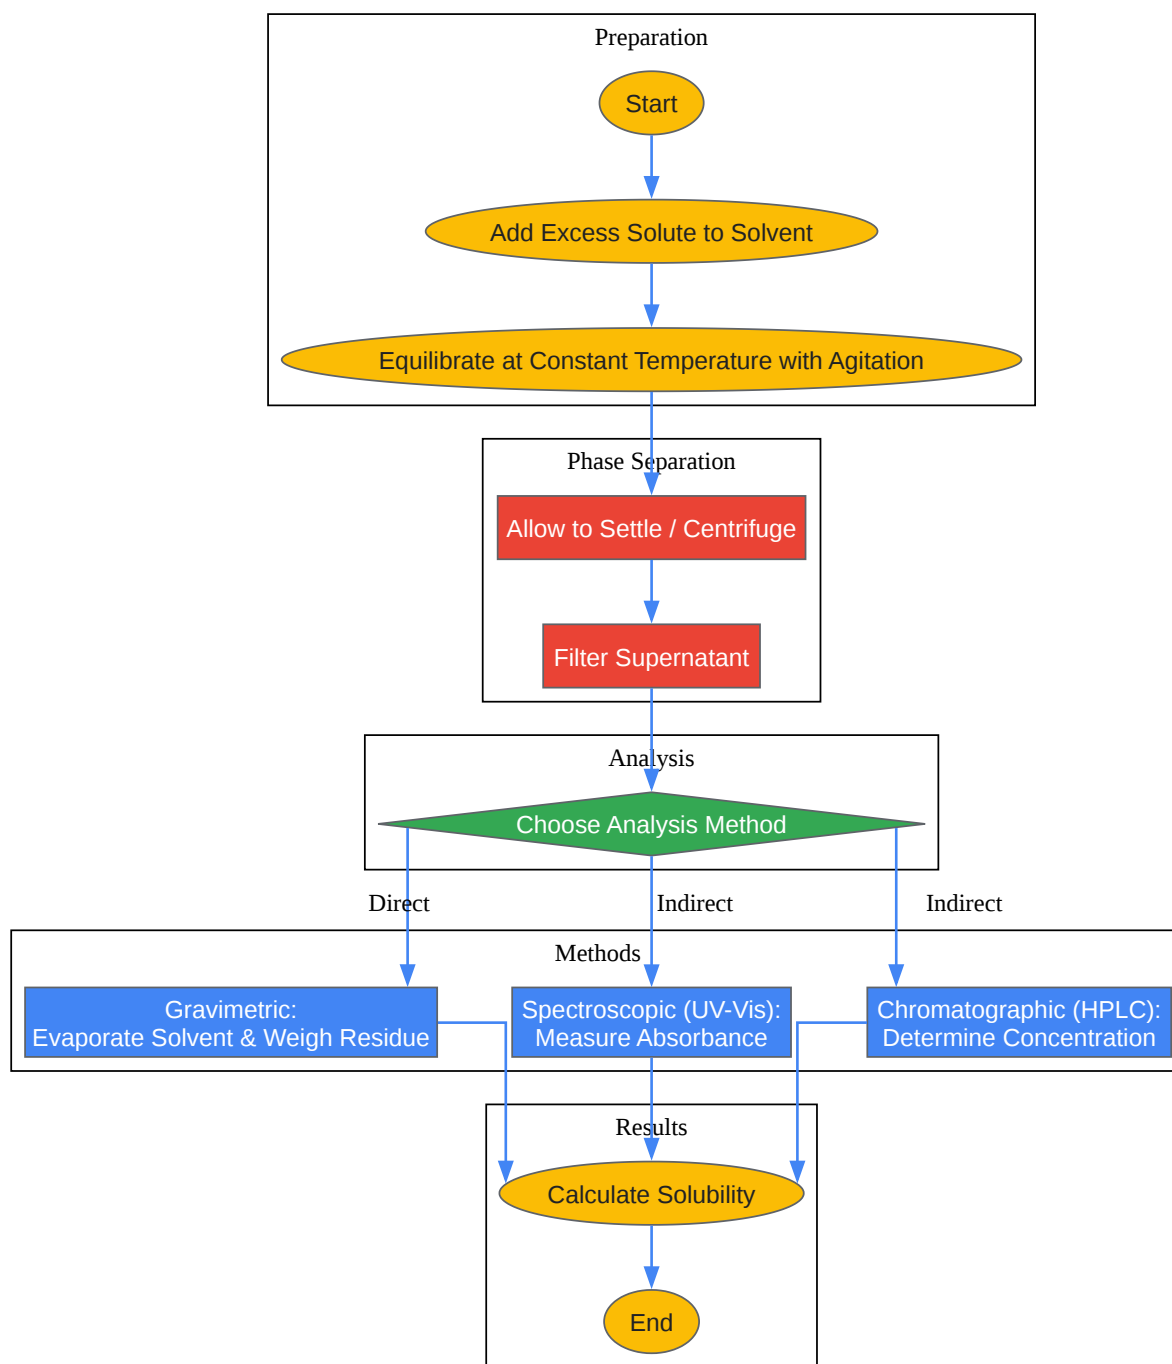 Preparation
Start
Add Excess Solute to Solvent
Equilibrate at Constant Temperature with Agitation
Phase Separation
Allow to Settle / Centrifuge
Filter Supernatant
Analysis
Choose Analysis Method
Direct
Indirect
Indirect
Methods
Gravimetric:
Evaporate Solvent & Weigh Residue
Spectroscopic (UV-Vis):
Measure Absorbance
Chromatographic (HPLC):
Determine Concentration
Results
Calculate Solubility
End